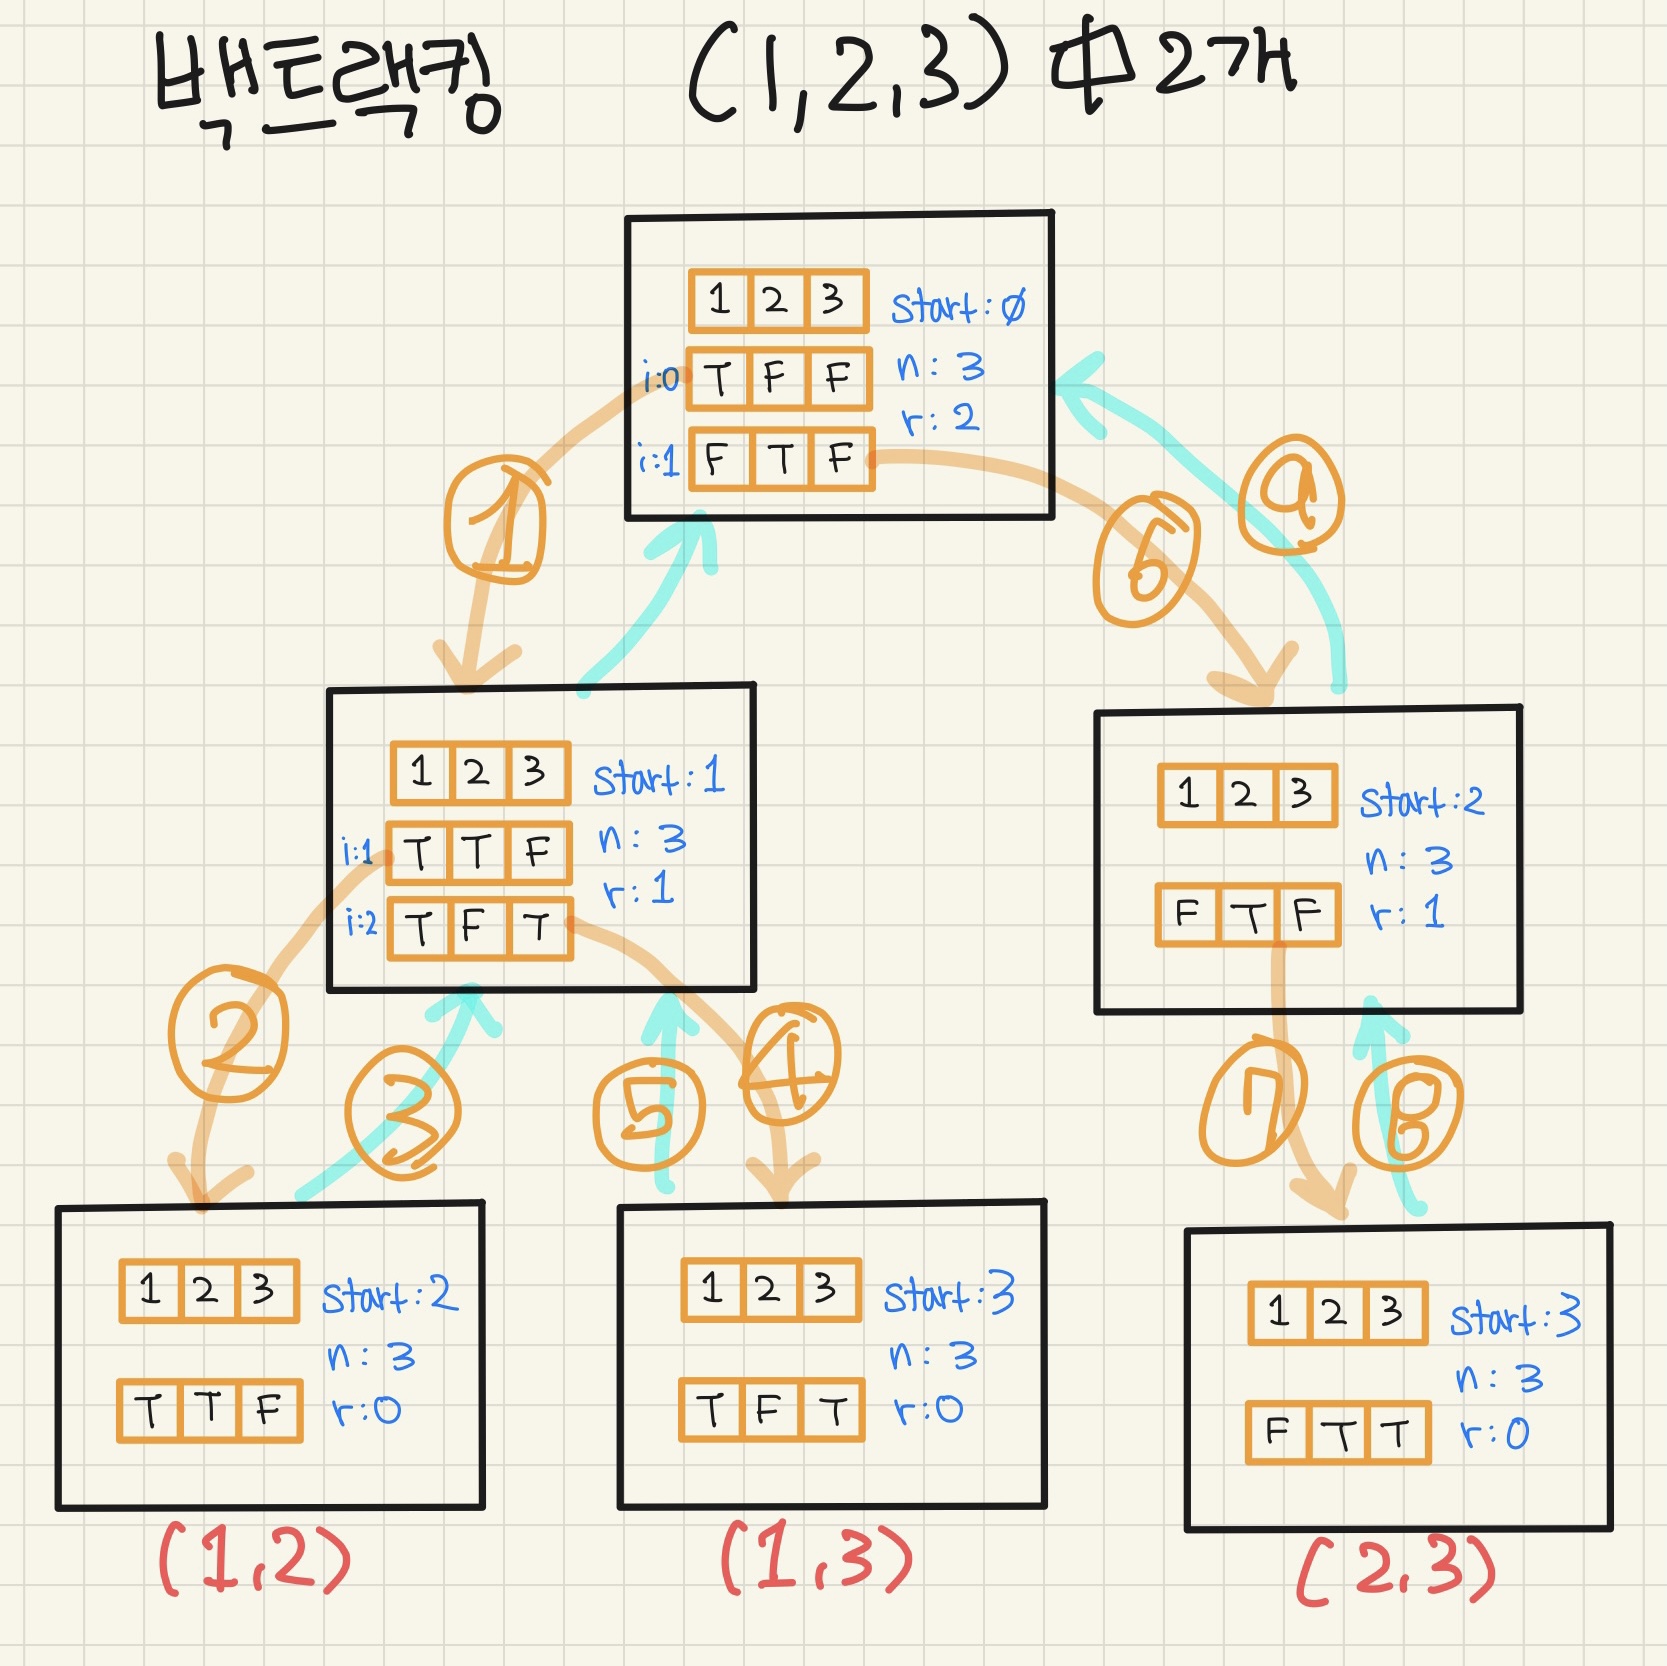 백트래킹 (1,2,3) 中 2개
1 2 3 start:0
i:0 T F F n: 3
r: 2
i:1 F T F
1
6
9
1 2 3 start:1
i:1 T T F n: 3
r: 1
i:2 T F T
1 2 3 start:2
n: 3
F T F r: 1
2
3
5
4
7
8
1 2 3 start:2
n: 3
T T F r:0
(1,2)
1 2 3 start:3
n: 3
T F T r:0
(1,3)
1 2 3 start:3
n: 3
F T T r:0
(2,3)